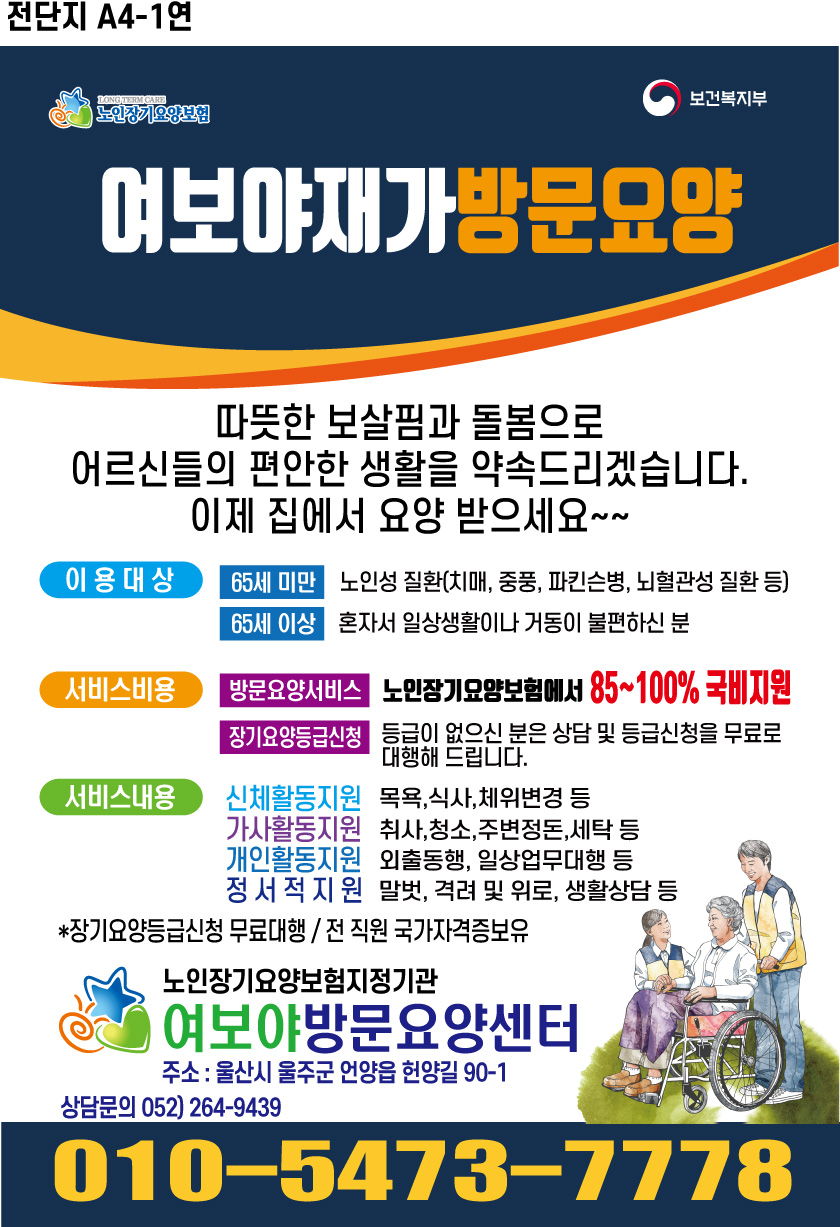 전단지 A4-1연
LONG TERM CARE
노인장기요양보험
보건복지부
여보야재가방문요양
따뜻한 보살핌과 돌봄으로
어르신들의 편안한 생활을 약속드리겠습니다.
이제 집에서 요양 받으세요~~
이 용 대 상 65세 미만 노인성 질환(치매, 중풍, 파킨슨병, 뇌혈관성 질환 등)
65세 이상 혼자서 일상생활이나 거동이 불편하신 분
서비스비용 방문요양서비스 노인장기요양보험에서 85~100% 국비지원
장기요양등급신청 등급이 없으신 분은 상담 및 등급신청을 무료로
대행해 드립니다.
서비스내용 신체활동지원 목욕,식사,체위변경 등
가사활동지원 취사,청소,주변정돈,세탁 등
개인활동지원 외출동행, 일상업무대행 등
정 서 적 지 원 말벗, 격려 및 위로, 생활상담 등
*장기요양등급신청 무료대행 / 전 직원 국가자격증보유
노인장기요양보험지정기관
여보야방문요양센터
주소 : 울산시 울주군 언양읍 헌양길 90-1
상담문의 052) 264-9439
010-5473-7778